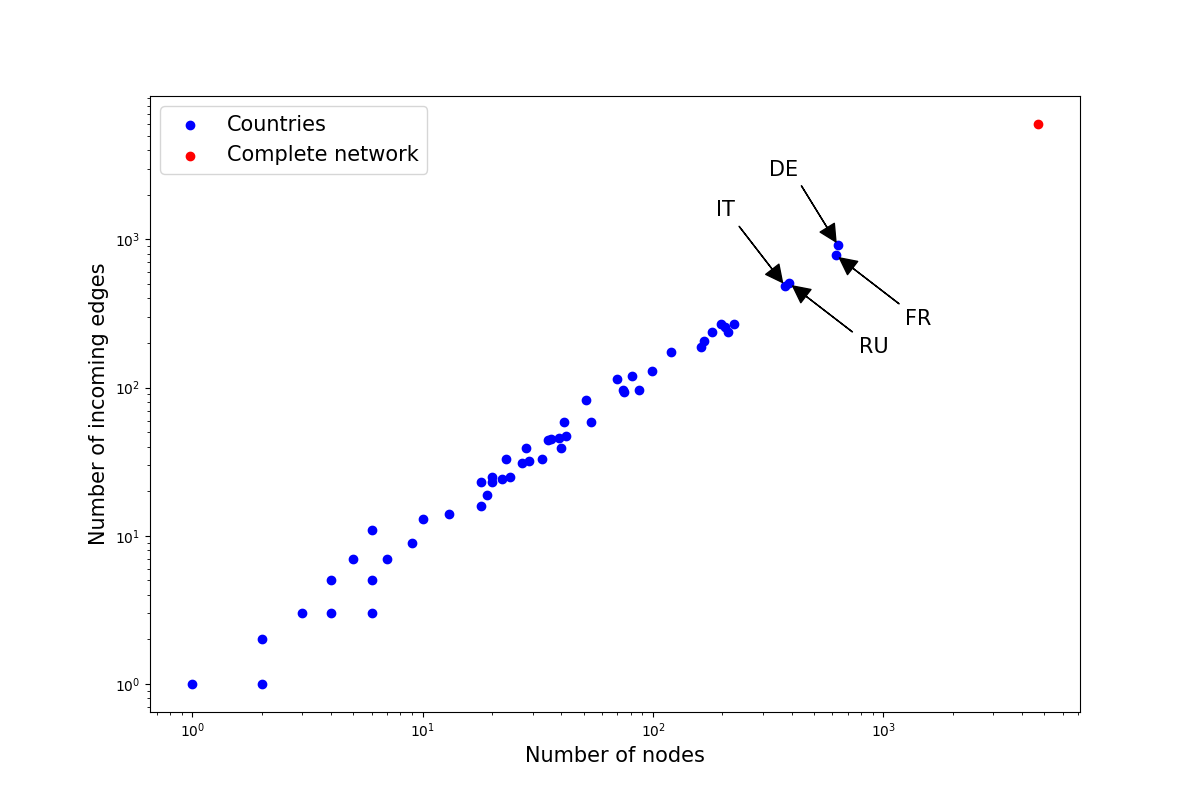 Countries
Complete network
DE
IT
FR
RU
10³
10²
10¹
10⁰
Number of incoming edges
10⁰ 10¹ 10² 10³
Number of nodes